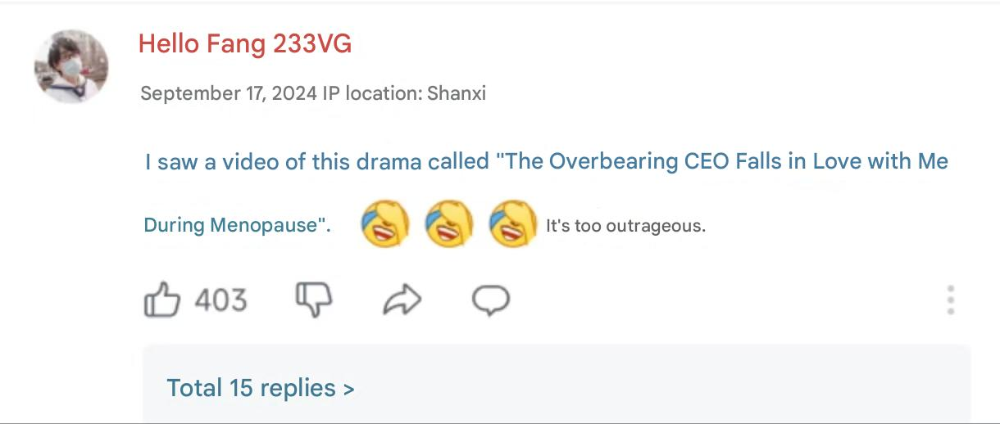 Hello Fang 233VG
September 17, 2024 IP location: Shanxi
I saw a video of this drama called "The Overbearing CEO Falls in Love with Me
During Menopause". It's too outrageous.
403
Total 15 replies >